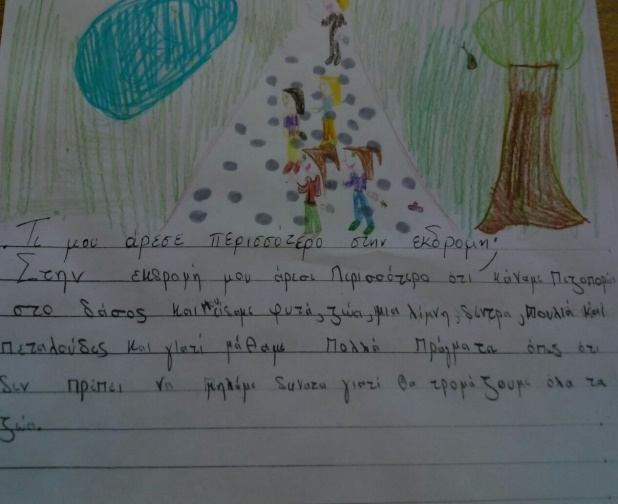 Τι μου άρεσε περισσότερο στην εκδρομή;
Στην εκδρομή μου άρεσε Περισσότερο ότι κάναμε Πεζοπορία
στο δάσος και είδαμε φυτά, ζώα, μια λίμνη, δέντρα, πουλιά και
πεταλούδες και γιατί μάθαμε Πολλά Πράγματα όπως ότι
δεν πρέπει να μηλάμε δυνατα γιατί θα τρομάζουμε όλα τα
ζώα.